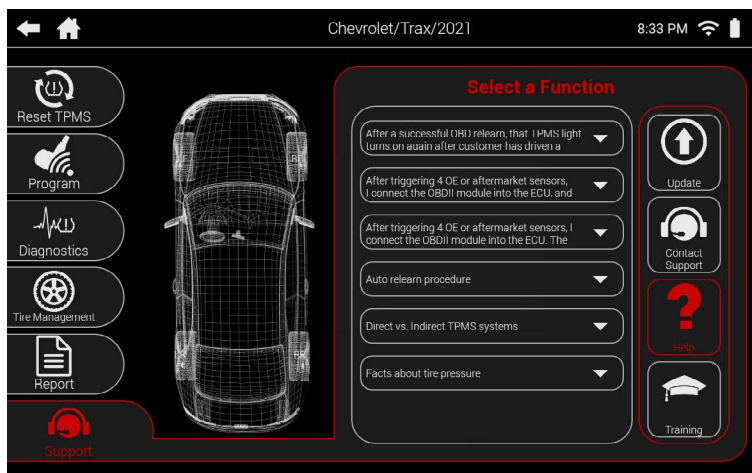 Chevrolet/Trax/2021
8:33 PM
Reset TPMS
Program
Diagnostics
Tire Management
Report
Support
Select a Function
After a successful OBD relearn, that TPMS light
turns on again after customer has driven a
After triggering 4 OE or aftermarket sensors,
I connect the OBDII module into the ECU, and
After triggering 4 OE or aftermarket sensors, I
connect the OBDII module into the ECU. The
Auto relearn procedure
Direct vs. Indirect TPMS systems
Facts about tire pressure
Update
Contact
Support
Help
Training
RF
RR